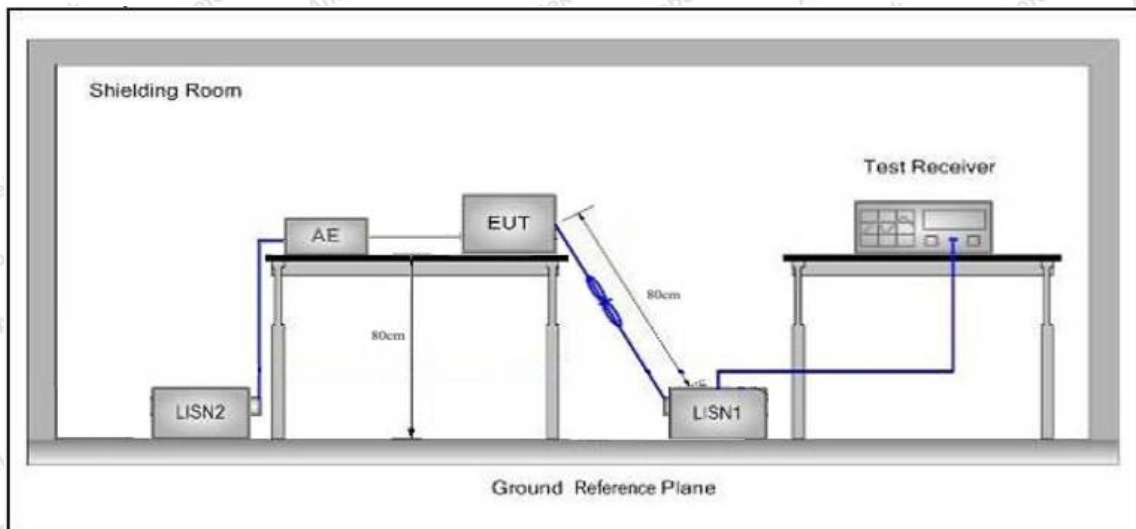 Shielding Room
Test Receiver
AE
EUT
80cm
80cm
LISN2
LISN1
Ground Reference Plane